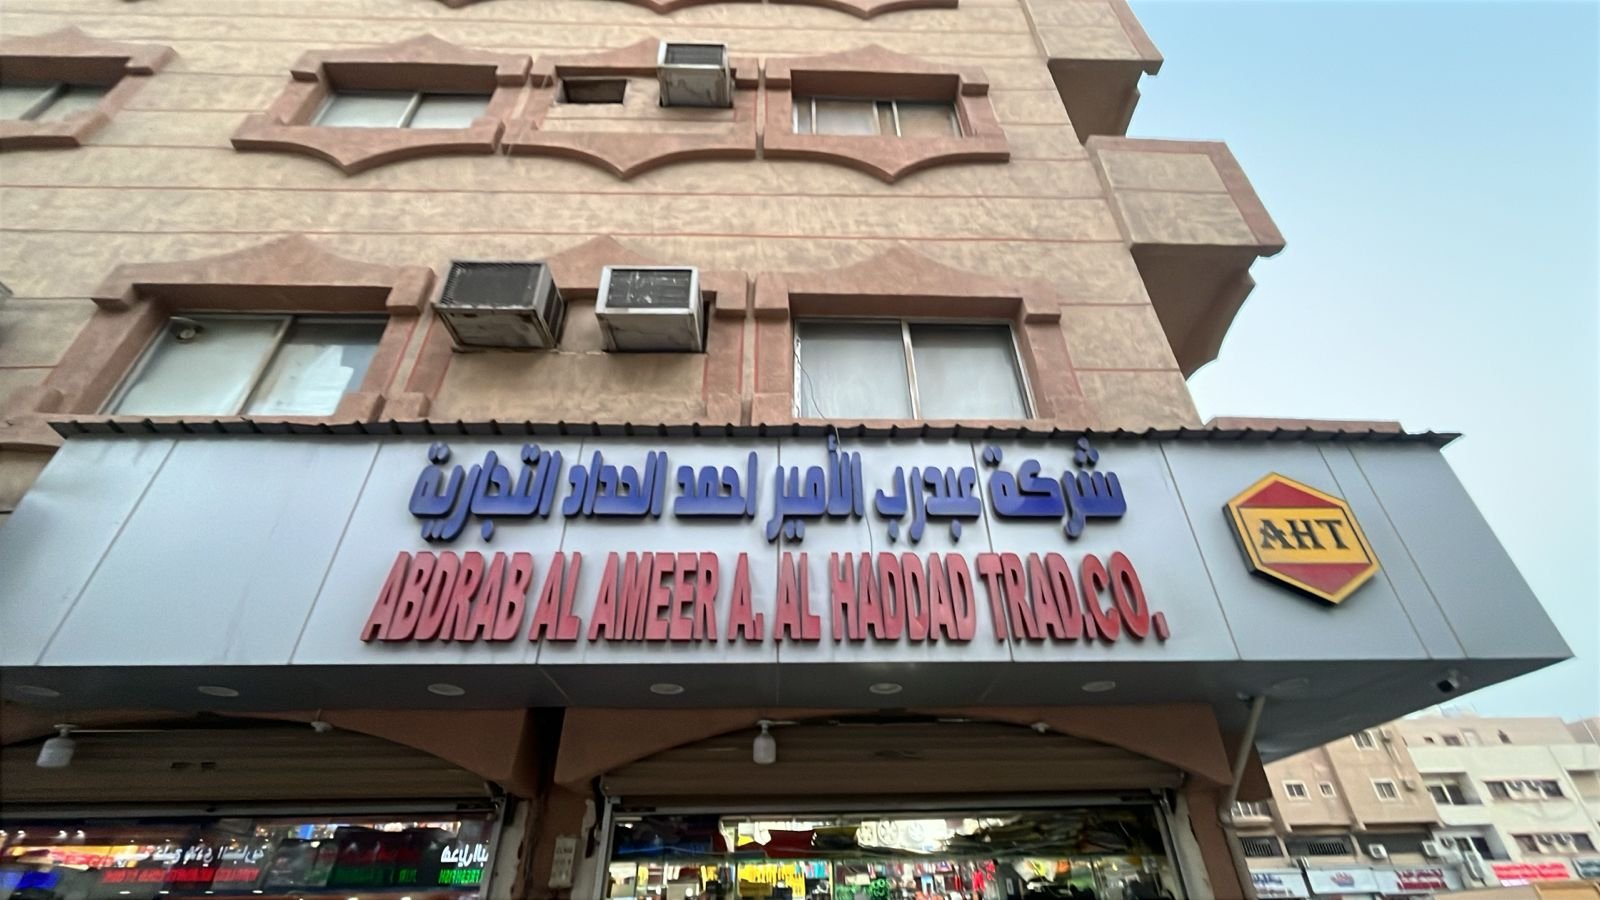 شركة عبدرب الأمير احمد الحداد التجارية
ABDRAB AL AMEER A. AL HADDAD TRAD.CO.
AHT